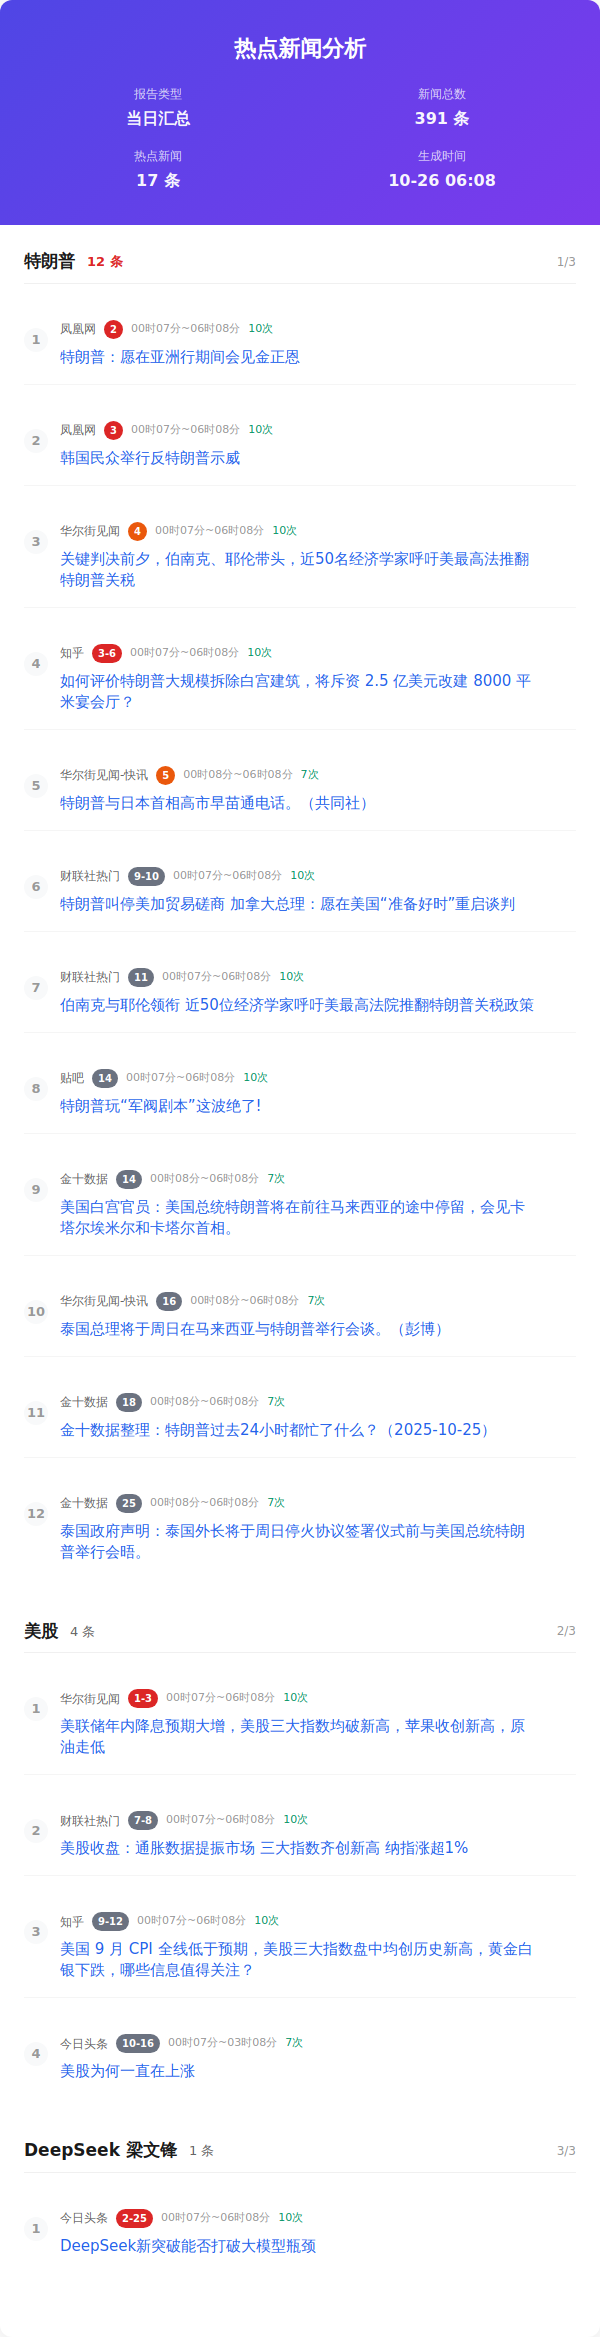 热点新闻分析
报告类型
新闻总数
当日汇总
391 条
热点新闻
生成时间
17 条
10-26 06:08
特朗普 12 条 1/3
1
凤凰网 2 00时07分~06时08分 10次
特朗普：愿在亚洲行期间会见金正恩
2
凤凰网 3 00时07分~06时08分 10次
韩国民众举行反特朗普示威
3
华尔街见闻 4 00时07分~06时08分 10次
关键判决前夕，伯南克、耶伦带头，近50名经济学家呼吁美最高法推翻
特朗普关税
4
知乎 3-6 00时07分~06时08分 10次
如何评价特朗普大规模拆除白宫建筑，将斥资 2.5 亿美元改建 8000 平
米宴会厅？
5
华尔街见闻-快讯 5 00时08分~06时08分 7次
特朗普与日本首相高市早苗通电话。（共同社）
6
财联社热门 9-10 00时07分~06时08分 10次
特朗普叫停美加贸易磋商 加拿大总理：愿在美国“准备好时”重启谈判
7
财联社热门 11 00时07分~06时08分 10次
伯南克与耶伦领衔 近50位经济学家呼吁美最高法院推翻特朗普关税政策
8
贴吧 14 00时07分~06时08分 10次
特朗普玩“军阀剧本”这波绝了!
9
金十数据 14 00时08分~06时08分 7次
美国白宫官员：美国总统特朗普将在前往马来西亚的途中停留，会见卡
塔尔埃米尔和卡塔尔首相。
10
华尔街见闻-快讯 16 00时08分~06时08分 7次
泰国总理将于周日在马来西亚与特朗普举行会谈。（彭博）
11
金十数据 18 00时08分~06时08分 7次
金十数据整理：特朗普过去24小时都忙了什么？（2025-10-25）
12
金十数据 25 00时08分~06时08分 7次
泰国政府声明：泰国外长将于周日停火协议签署仪式前与美国总统特朗
普举行会晤。
美股 4 条 2/3
1
华尔街见闻 1-3 00时07分~06时08分 10次
美联储年内降息预期大增，美股三大指数均破新高，苹果收创新高，原
油走低
2
财联社热门 7-8 00时07分~06时08分 10次
美股收盘：通胀数据提振市场 三大指数齐创新高 纳指涨超1%
3
知乎 9-12 00时07分~06时08分 10次
美国 9 月 CPI 全线低于预期，美股三大指数盘中均创历史新高，黄金白
银下跌，哪些信息值得关注？
4
今日头条 10-16 00时07分~03时08分 7次
美股为何一直在上涨
DeepSeek 梁文锋 1 条 3/3
1
今日头条 2-25 00时07分~06时08分 10次
DeepSeek新突破能否打破大模型瓶颈